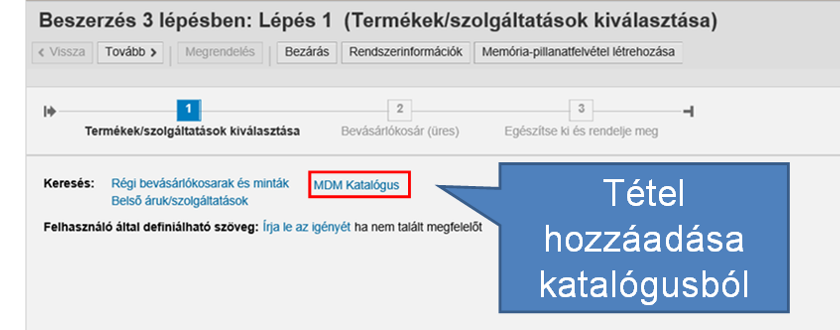 Beszerzés 3 lépésben: Lépés 1 (Termékek/szolgáltatások kiválasztása)
Vissza Tovább Megrendelés Bezárás Rendszerinformációk Memória-pillanatfelvétel létrehozása
1 2 3
Termékek/szolgáltatások kiválasztása Bevásárlókosár (üres) Egészítse ki és rendelje meg
Keresés: Régi bevásárlókosarak és minták MDM Katalógus
Belső áruk/szolgáltatások
Felhasználó által definiálható szöveg: Írja le az igényét ha nem talált megfelelőt
Tétel
hozzáadása
katalógusból